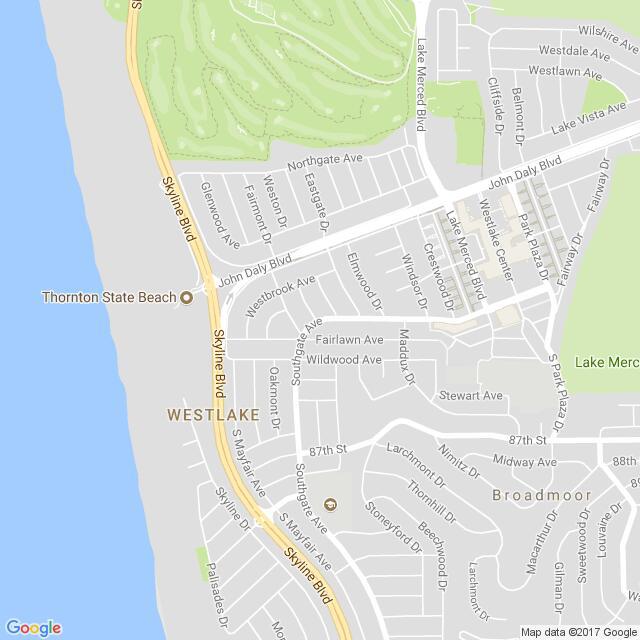 Sk
Lake Merced Blvd
Wilshire Ave
Westdale Ave
Westlawn Ave
Cliffside Dr
Belmont Dr
Lake Vista Ave
Northgate Ave
John Daly Blvd
Fairway Dr
Skyline Blvd
Glenwood Ave
Fairmont Dr
Weston Dr
Eastgate Dr
Lake Merced Blvd
Westlake Center
Park Plaza Dr
Fairway Dr
Crestwood Dr
Windsor Dr
Elmwood Dr
John Daly Blvd
Westbrook Ave
Thornton State Beach
Skyline Blvd
Southgate Ave
Fairlawn Ave
Wildwood Ave
Maddux Dr
S Park Plaza Dr
Lake Merc
Stewart Ave
Oakmont Dr
WESTLAKE
S Mayfair Ave
87th St
87th St
Larchmont Dr
Nimitz Dr
Midway Ave
88th
89
Broadmoor
Skyline Dr
Southgate Ave
Thornhill Dr
Stoneyford Dr
Beechwood Dr
Macarthur Dr
Sweetwood Dr
Louvaine Dr
S Mayfair Ave
Skyline Blvd
Palisades Dr
Larchmont Dr
Gilman Dr
Wa
Mor
Google
Map data ©2017 Google